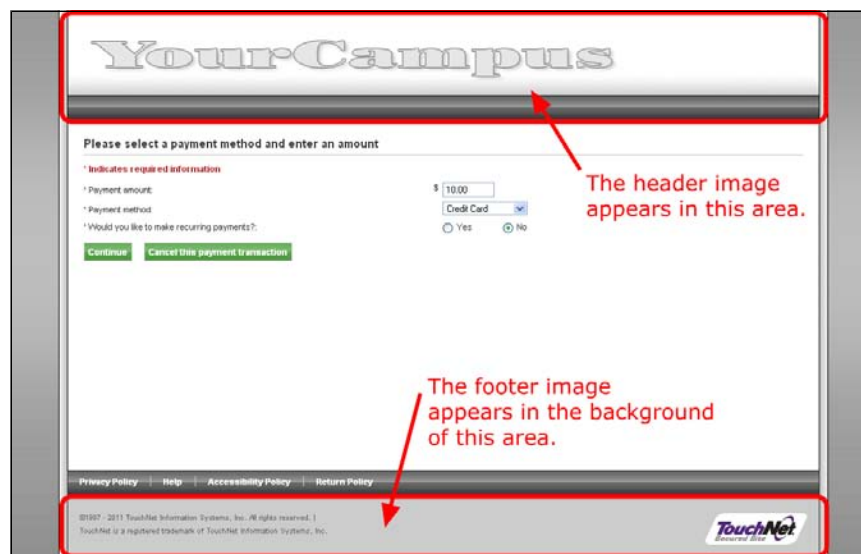 YourCampus
Please select a payment method and enter an amount
* Indicates required information
* Payment amount:
$ 10.00
* Payment method
Credit Card
* Would you like to make recurring payments?:
Yes No
Continue Cancel this payment transaction
The header image
appears in this area.
The footer image
appears in the background
of this area.
Privacy Policy | Help | Accessibility Policy | Return Policy
©1997 - 2011 TouchNet Information Systems, Inc. All rights reserved. |
TouchNet is a registered trademark of TouchNet Information Systems, Inc.
TouchNet
Secured Site